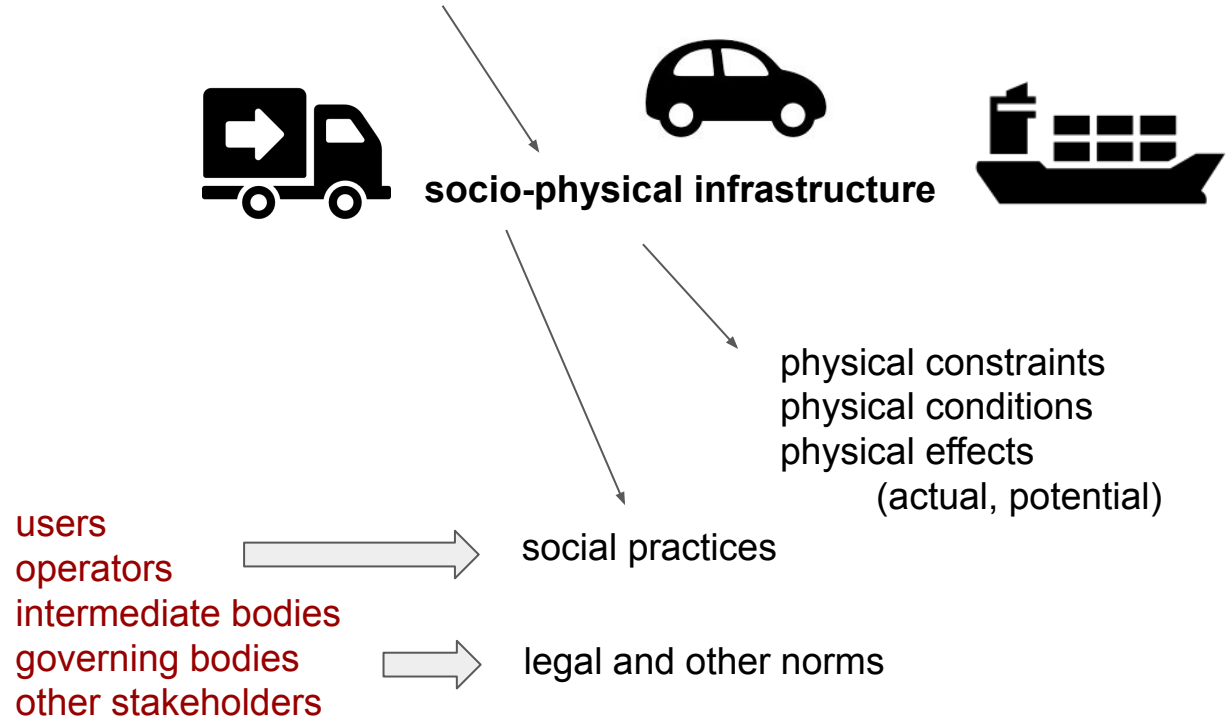 socio-physical infrastructure
physical constraints
physical conditions
physical effects
(actual, potential)
users
operators
intermediate bodies
governing bodies
other stakeholders
social practices
legal and other norms